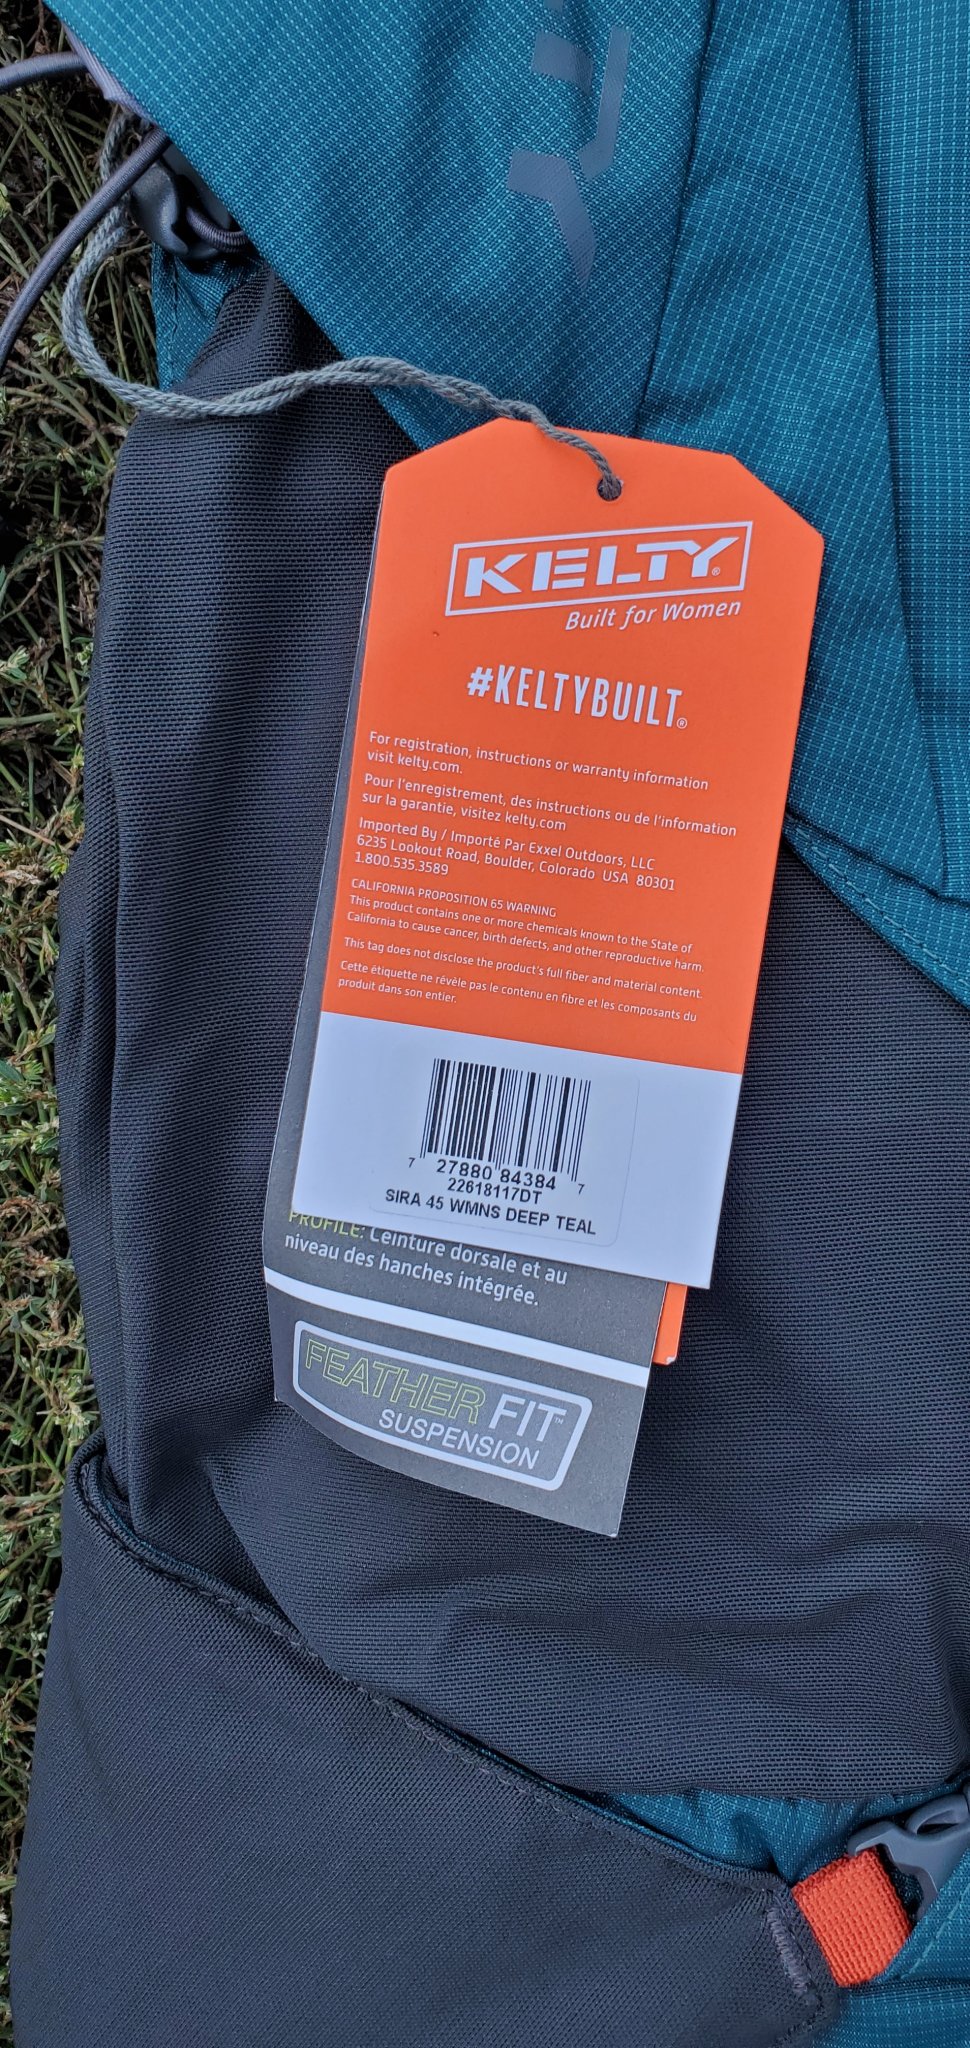 KELTY®
Built for Women
#KELTYBUILT®
For registration, instructions or warranty information
visit kelty.com.
Pour l'enregistrement, des instructions ou de l'information
sur la garantie, visitez kelty.com
Imported By / Importé Par Exxel Outdoors, LLC
6235 Lookout Road, Boulder, Colorado USA 80301
1.800.535.3589
CALIFORNIA PROPOSITION 65 WARNING
This product contains one or more chemicals known to the State of
California to cause cancer, birth defects, and other reproductive harm.
This tag does not disclose the product's full fiber and material content.
Cette étiquette ne révèle pas le contenu en fibre et les composants du
produit dans son entier.
7 27880 84384 7
22618117DT
SIRA 45 WMNS DEEP TEAL
PROFILE: Ceinture dorsale et au
niveau des hanches intégrée.
FEATHER FIT™
SUSPENSION